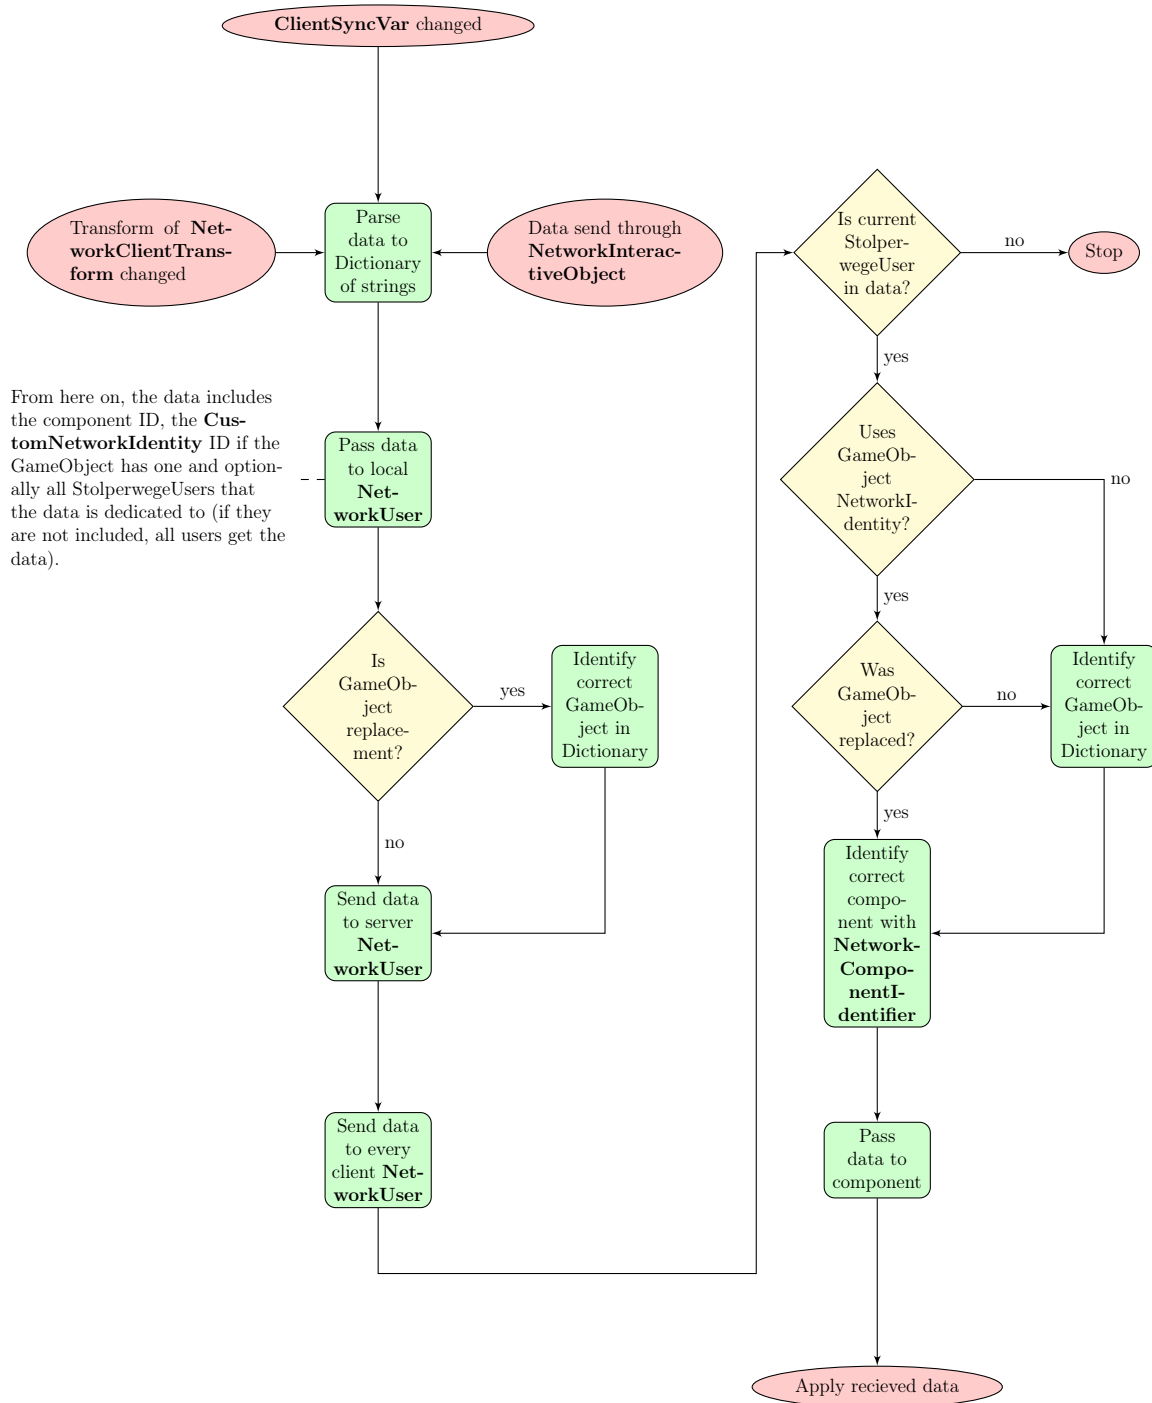 ClientSyncVar changed
Transform of Net-
workClientTrans-
form changed
Parse
data to
Dictionary
of strings
Data send through
NetworkInterac-
tiveObject
From here on, the data includes
the component ID, the Cus-
tomNetworkIdentity ID if the
GameObject has one and option-
ally all StolperwegeUsers that
the data is dedicated to (if they
are not included, all users get the
data).
Pass data
to local
Net-
workUser
Is
GameOb-
ject
replace-
ment?
yes
Identify
correct
GameOb-
ject in
Dictionary
no
Send data
to server
Net-
workUser
Send data
to every
client Net-
workUser
Is current
Stolper-
wegeUser
in data?
no
Stop
yes
Uses
GameOb-
ject
NetworkI-
dentity?
no
yes
Was
GameOb-
ject
replaced?
no
Identify
correct
GameOb-
ject in
Dictionary
yes
Identify
correct
compo-
nent with
Network-
Compo-
nentI-
dentifier
Pass
data to
component
Apply recieved data